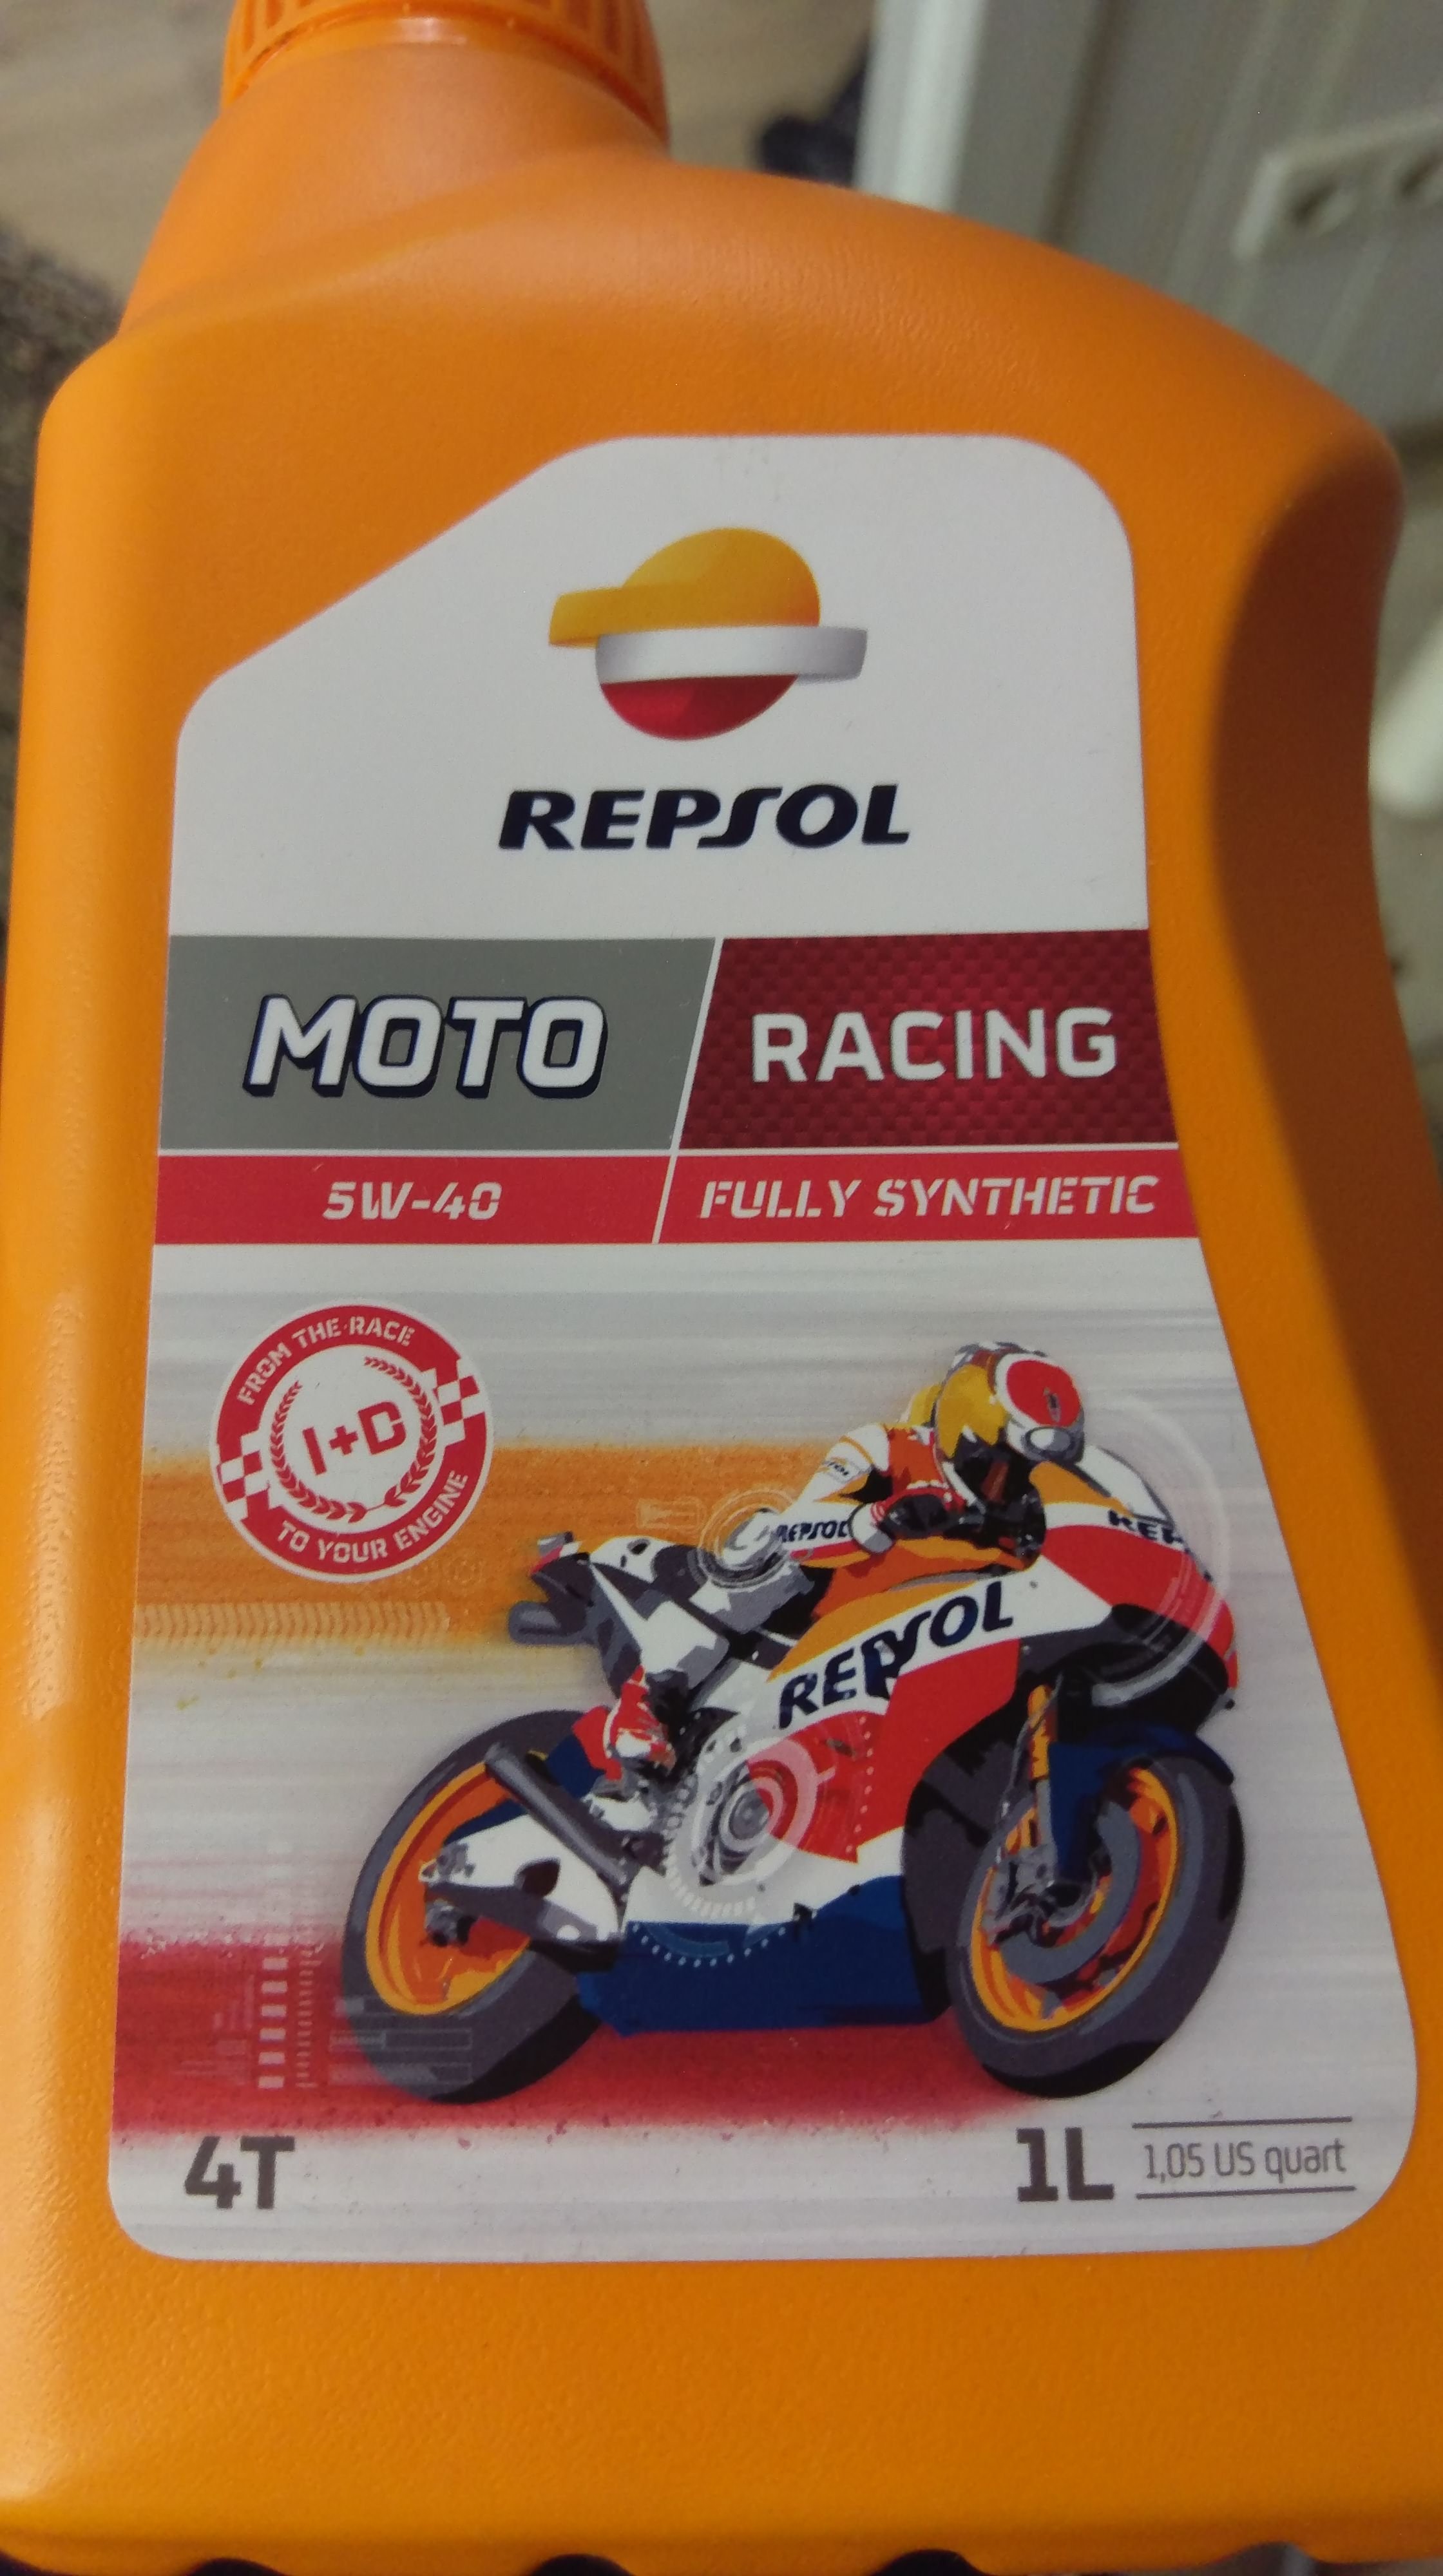 REPSOL
MOTO RACING
5W-40 FULLY SYNTHETIC
FROM THE RACE
I+D
TO YOUR ENGINE
REPSOL
REP
REPSOL
4T 1L 1,05 US quart